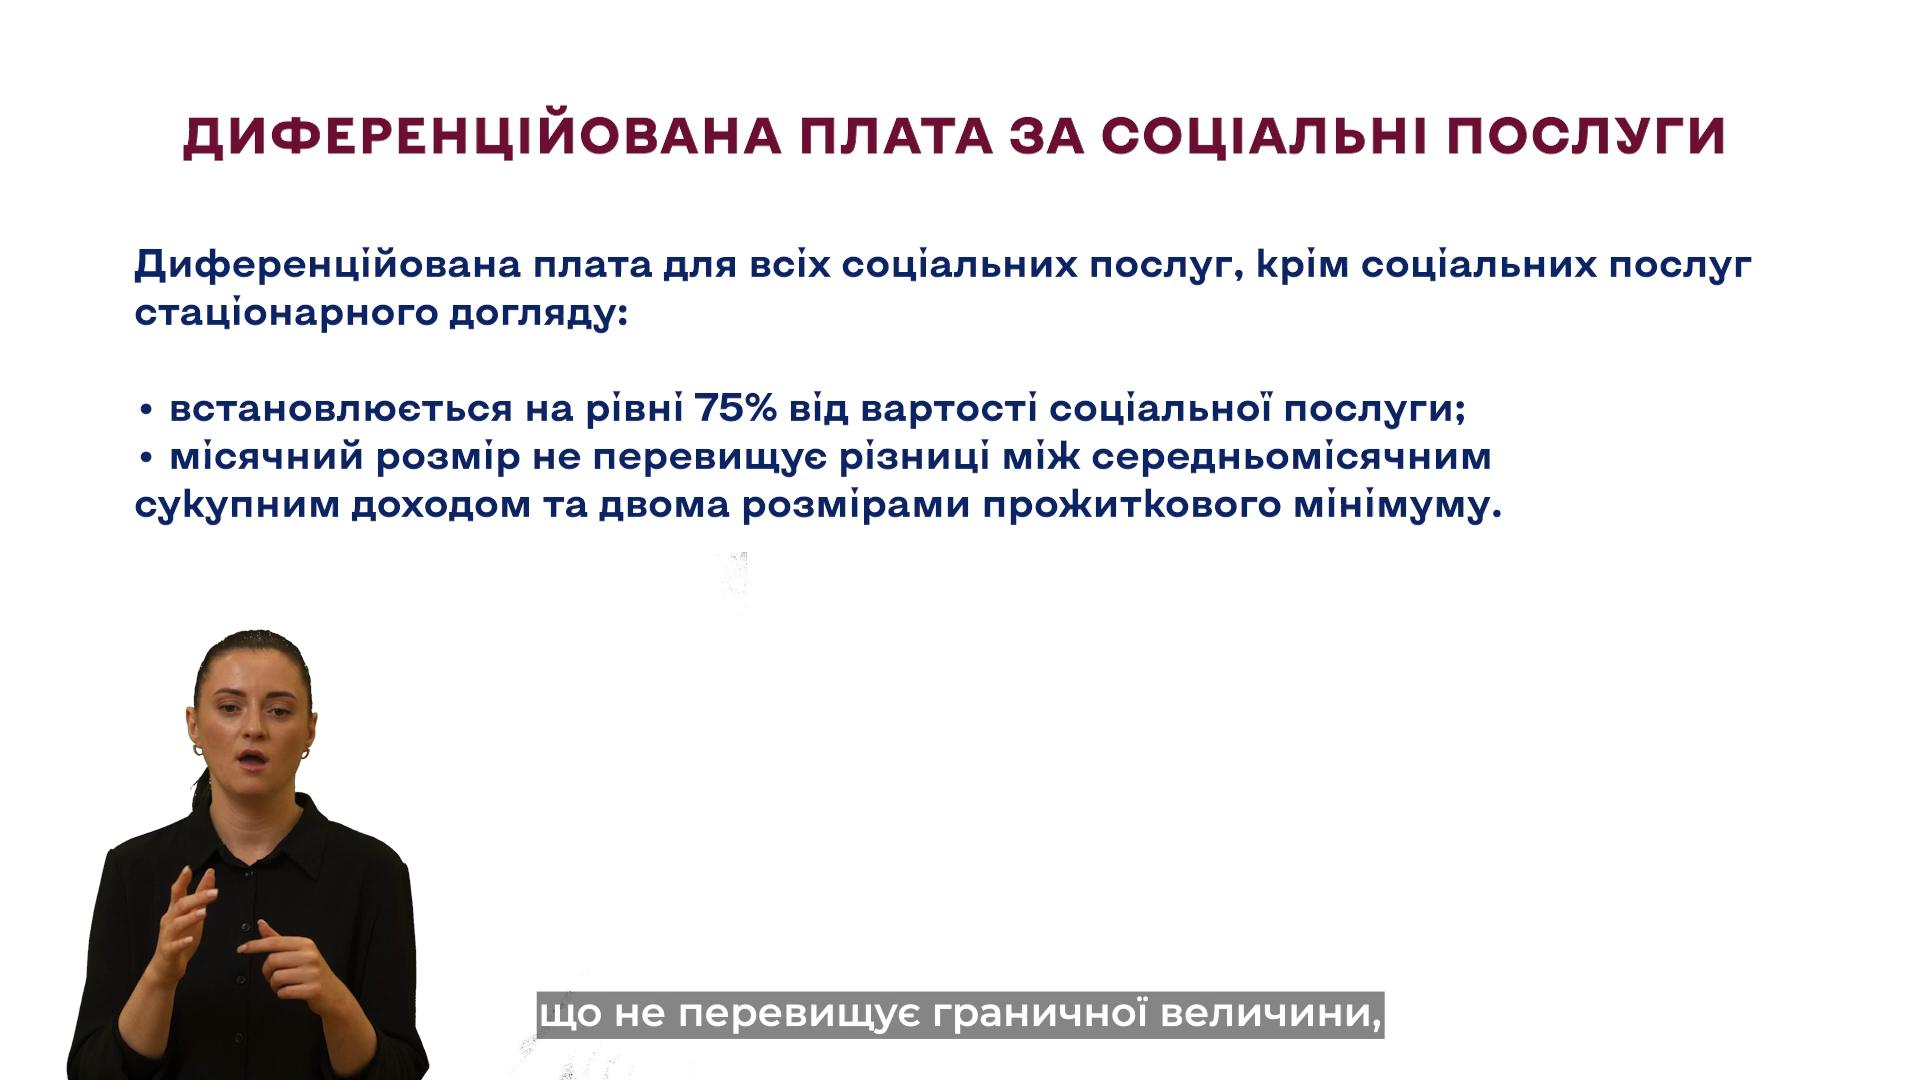 ДИФЕРЕНЦІЙОВАНА ПЛАТА ЗА СОЦІАЛЬНІ ПОСЛУГИ
Диференційована плата для всіх соціальних послуг, крім соціальних послуг
стаціонарного догляду:
• встановлюється на рівні 75% від вартості соціальної послуги;
• місячний розмір не перевищує різниці між середньомісячним
сукупним доходом та двома розмірами прожиткового мінімуму.
що не перевищує граничної величини,